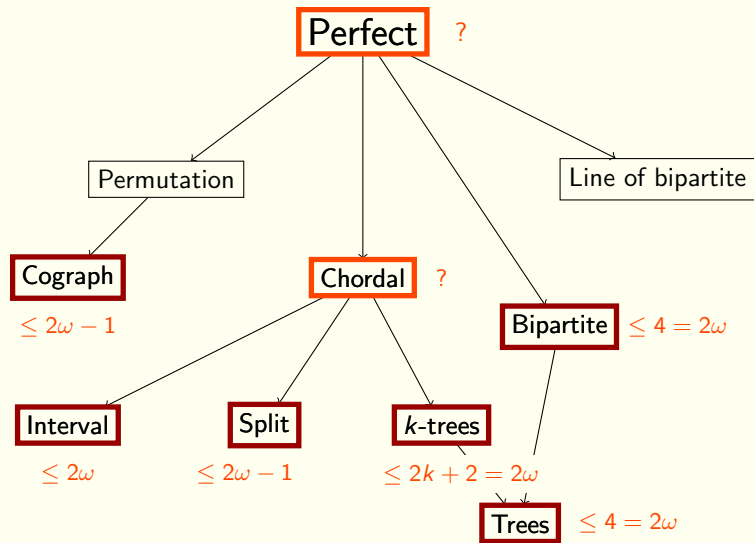 Perfect ?
Permutation
Line of bipartite
Cograph
Chordal ?
≤ 2ω − 1
Bipartite ≤ 4 = 2ω
Interval
Split
k-trees
≤ 2ω
≤ 2ω − 1
≤ 2k + 2 = 2ω
Trees ≤ 4 = 2ω